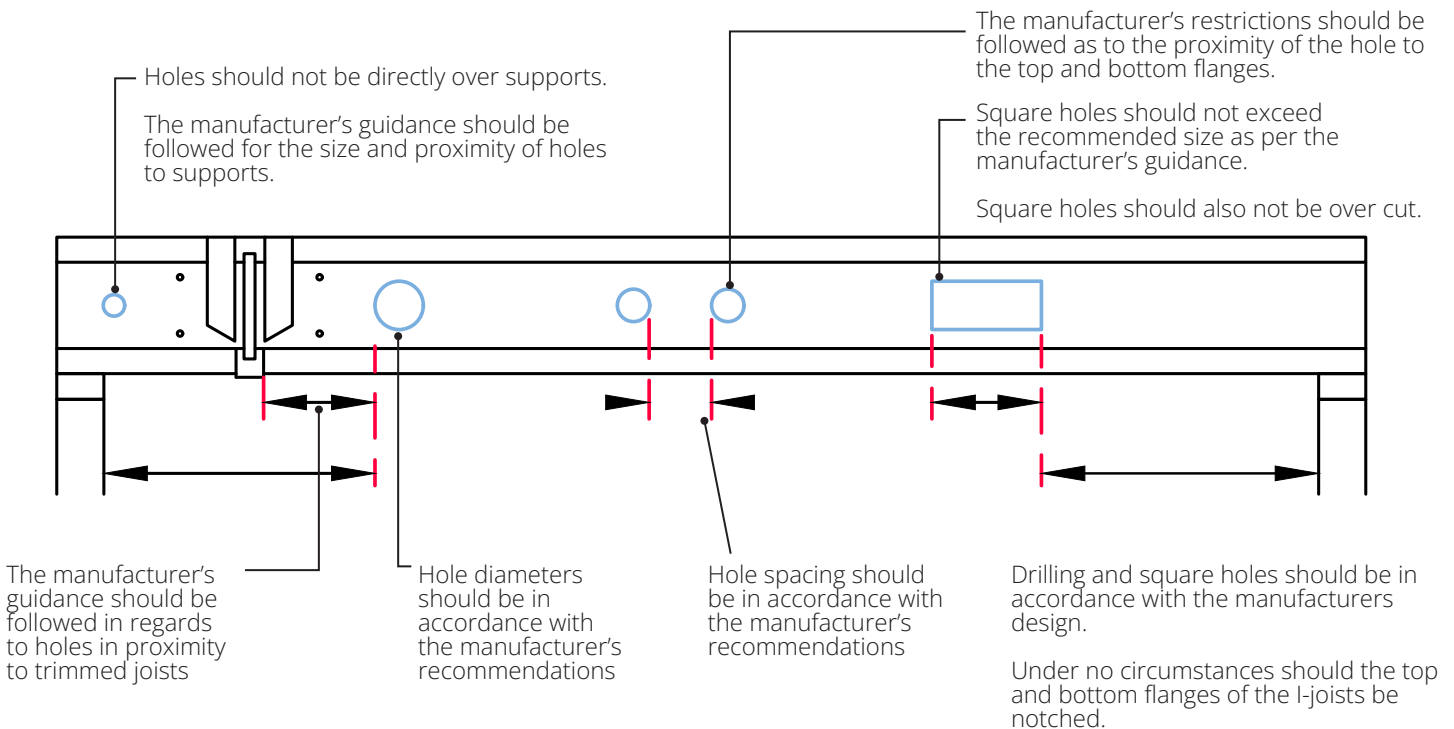 Holes should not be directly over supports.
The manufacturer’s guidance should be
followed for the size and proximity of holes
to supports.
The manufacturer’s restrictions should be
followed as to the proximity of the hole to
the top and bottom flanges.
Square holes should not exceed
the recommended size as per the
manufacturer’s guidance.
Square holes should also not be over cut.
The manufacturer’s
guidance should be
followed in regards
to holes in proximity
to trimmed joists
Hole diameters
should be in
accordance with
the manufacturer’s
recommendations
Hole spacing should
be in accordance with
the manufacturer’s
recommendations
Drilling and square holes should be in
accordance with the manufacturers
design.
Under no circumstances should the top
and bottom flanges of the I-joists be
notched.